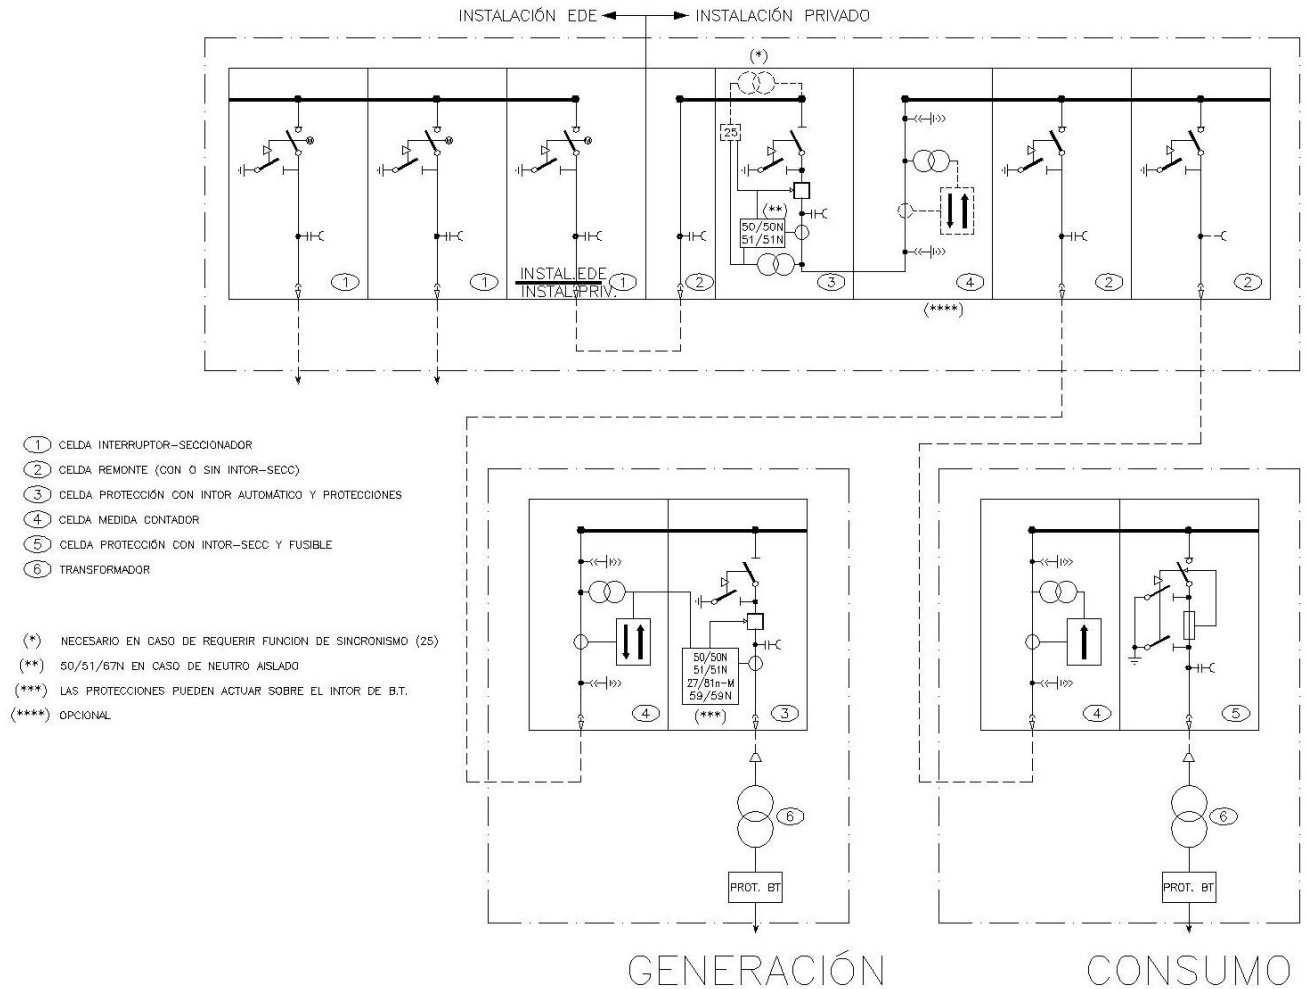 INSTALACIÓN EDE
INSTALACIÓN PRIVADO
(*)
25
(**)
50/50N
51/51N
INSTAL.EDE
INSTAL.PRIV.
1
1
1
2
3
4
2
2
(****)
1 CELDA INTERRUPTOR-SECCIONADOR
2 CELDA REMONTE (CON O SIN INTOR-SECC)
3 CELDA PROTECCIÓN CON INTOR AUTOMÁTICO Y PROTECCIONES
4 CELDA MEDIDA CONTADOR
5 CELDA PROTECCIÓN CON INTOR-SECC Y FUSIBLE
6 TRANSFORMADOR
(*) NECESARIO EN CASO DE REQUERIR FUNCION DE SINCRONISMO (25)
(**) 50/51/67N EN CASO DE NEUTRO AISLADO
(***) LAS PROTECCIONES PUEDEN ACTUAR SOBRE EL INTOR DE B.T.
(****) OPCIONAL
50/50N
51/51N
27/81m-M
59/59N
(***)
4
3
6
PROT. BT
GENERACIÓN
4
5
6
PROT. BT
CONSUMO